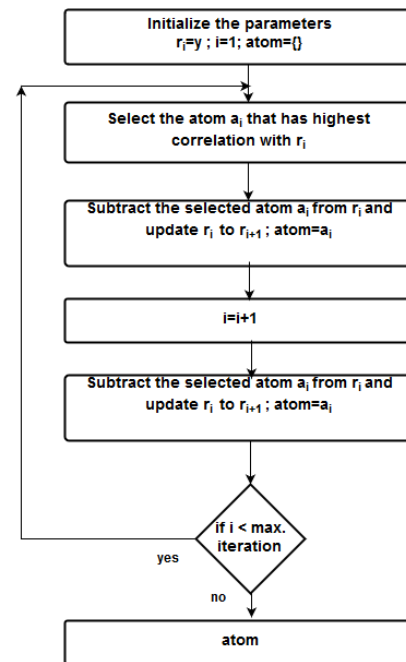 Initialize the parameters
rᵢ=y ; i=1; atom={}
Select the atom aᵢ that has highest
correlation with rᵢ
Subtract the selected atom aᵢ from rᵢ and
update rᵢ to rᵢ₊₁ ; atom=aᵢ
i=i+1
Subtract the selected atom aᵢ from rᵢ and
update rᵢ to rᵢ₊₁ ; atom=aᵢ
if i < max.
iteration
yes
no
atom